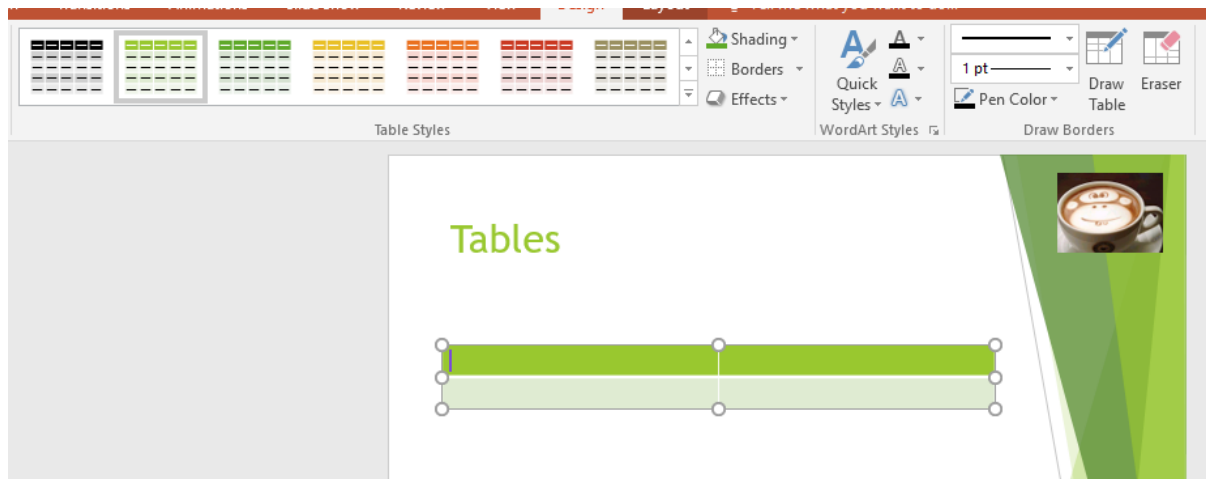 Shading
Borders
Effects
Quick
Styles
1 pt
Pen Color
Draw
Table
Eraser
Table Styles
WordArt Styles
Draw Borders
Tables